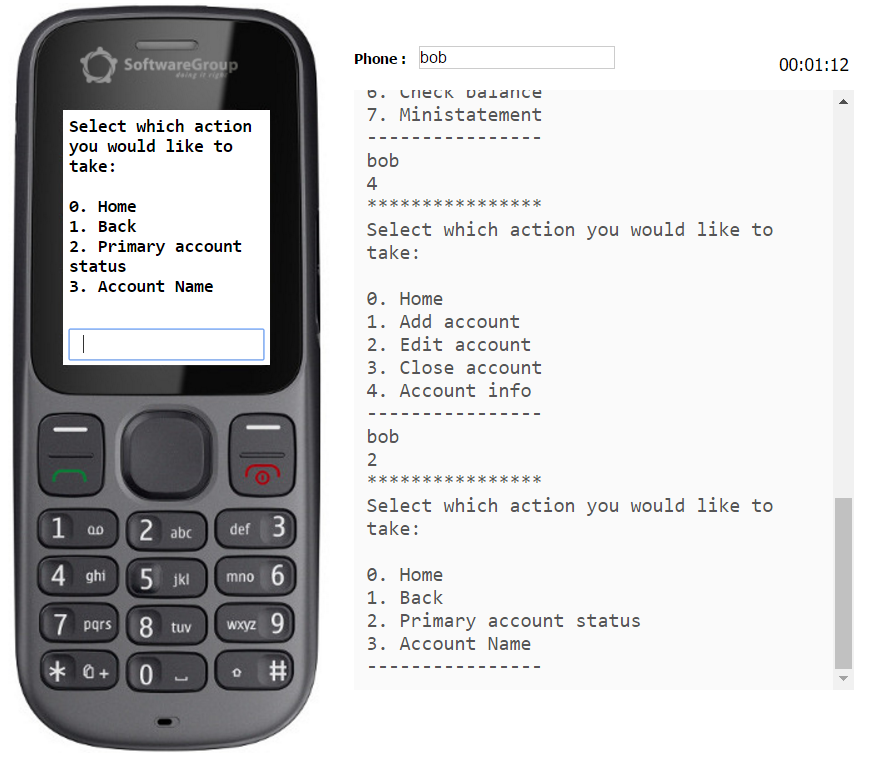 SoftwareGroup
doing it right
Select which action
you would like to
take:
0. Home
1. Back
2. Primary account
status
3. Account Name
1
2 abc
def 3
4 ghi
5 jkl
mno 6
7 pqrs
8 tuv
wxyz 9
* +
0
#
Phone: bob
00:01:12
6. Check balance
7. Ministatement
----------------
bob
4
****************
Select which action you would like to
take:
0. Home
1. Add account
2. Edit account
3. Close account
4. Account info
----------------
bob
2
****************
Select which action you would like to
take:
0. Home
1. Back
2. Primary account status
3. Account Name
----------------